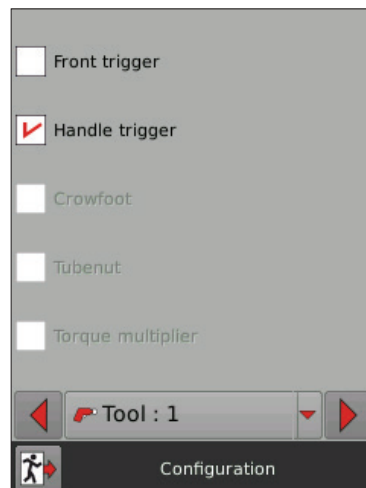 Front trigger
Handle trigger
Crowfoot
Tubenut
Torque multiplier
Tool : 1
Configuration